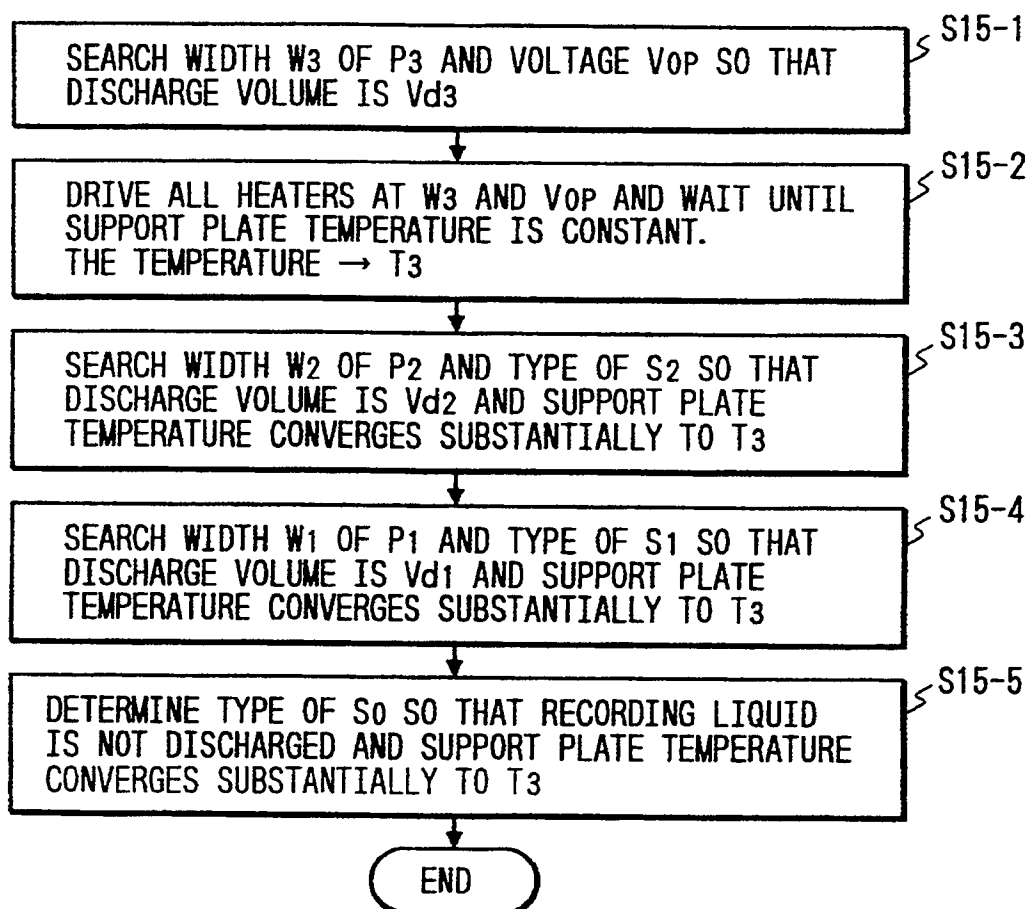 S15-1
SEARCH WIDTH W3 OF P3 AND VOLTAGE VOP SO THAT
DISCHARGE VOLUME IS Vd3
S15-2
DRIVE ALL HEATERS AT W3 AND VOP AND WAIT UNTIL
SUPPORT PLATE TEMPERATURE IS CONSTANT.
THE TEMPERATURE → T3
S15-3
SEARCH WIDTH W2 OF P2 AND TYPE OF S2 SO THAT
DISCHARGE VOLUME IS Vd2 AND SUPPORT PLATE
TEMPERATURE CONVERGES SUBSTANTIALLY TO T3
S15-4
SEARCH WIDTH W1 OF P1 AND TYPE OF S1 SO THAT
DISCHARGE VOLUME IS Vd1 AND SUPPORT PLATE
TEMPERATURE CONVERGES SUBSTANTIALLY TO T3
S15-5
DETERMINE TYPE OF S0 SO THAT RECORDING LIQUID
IS NOT DISCHARGED AND SUPPORT PLATE TEMPERATURE
CONVERGES SUBSTANTIALLY TO T3
END